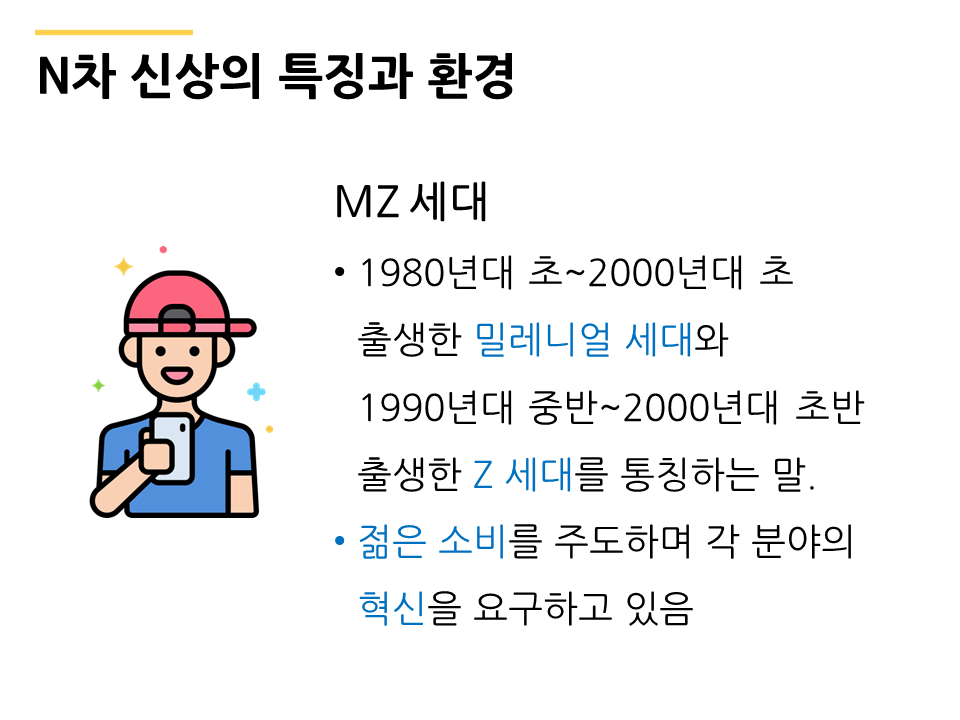 N차 신상의 특징과 환경
MZ 세대
• 1980년대 초~2000년대 초
출생한 밀레니얼 세대와
1990년대 중반~2000년대 초반
출생한 Z 세대를 통칭하는 말.
• 젊은 소비를 주도하며 각 분야의
혁신을 요구하고 있음